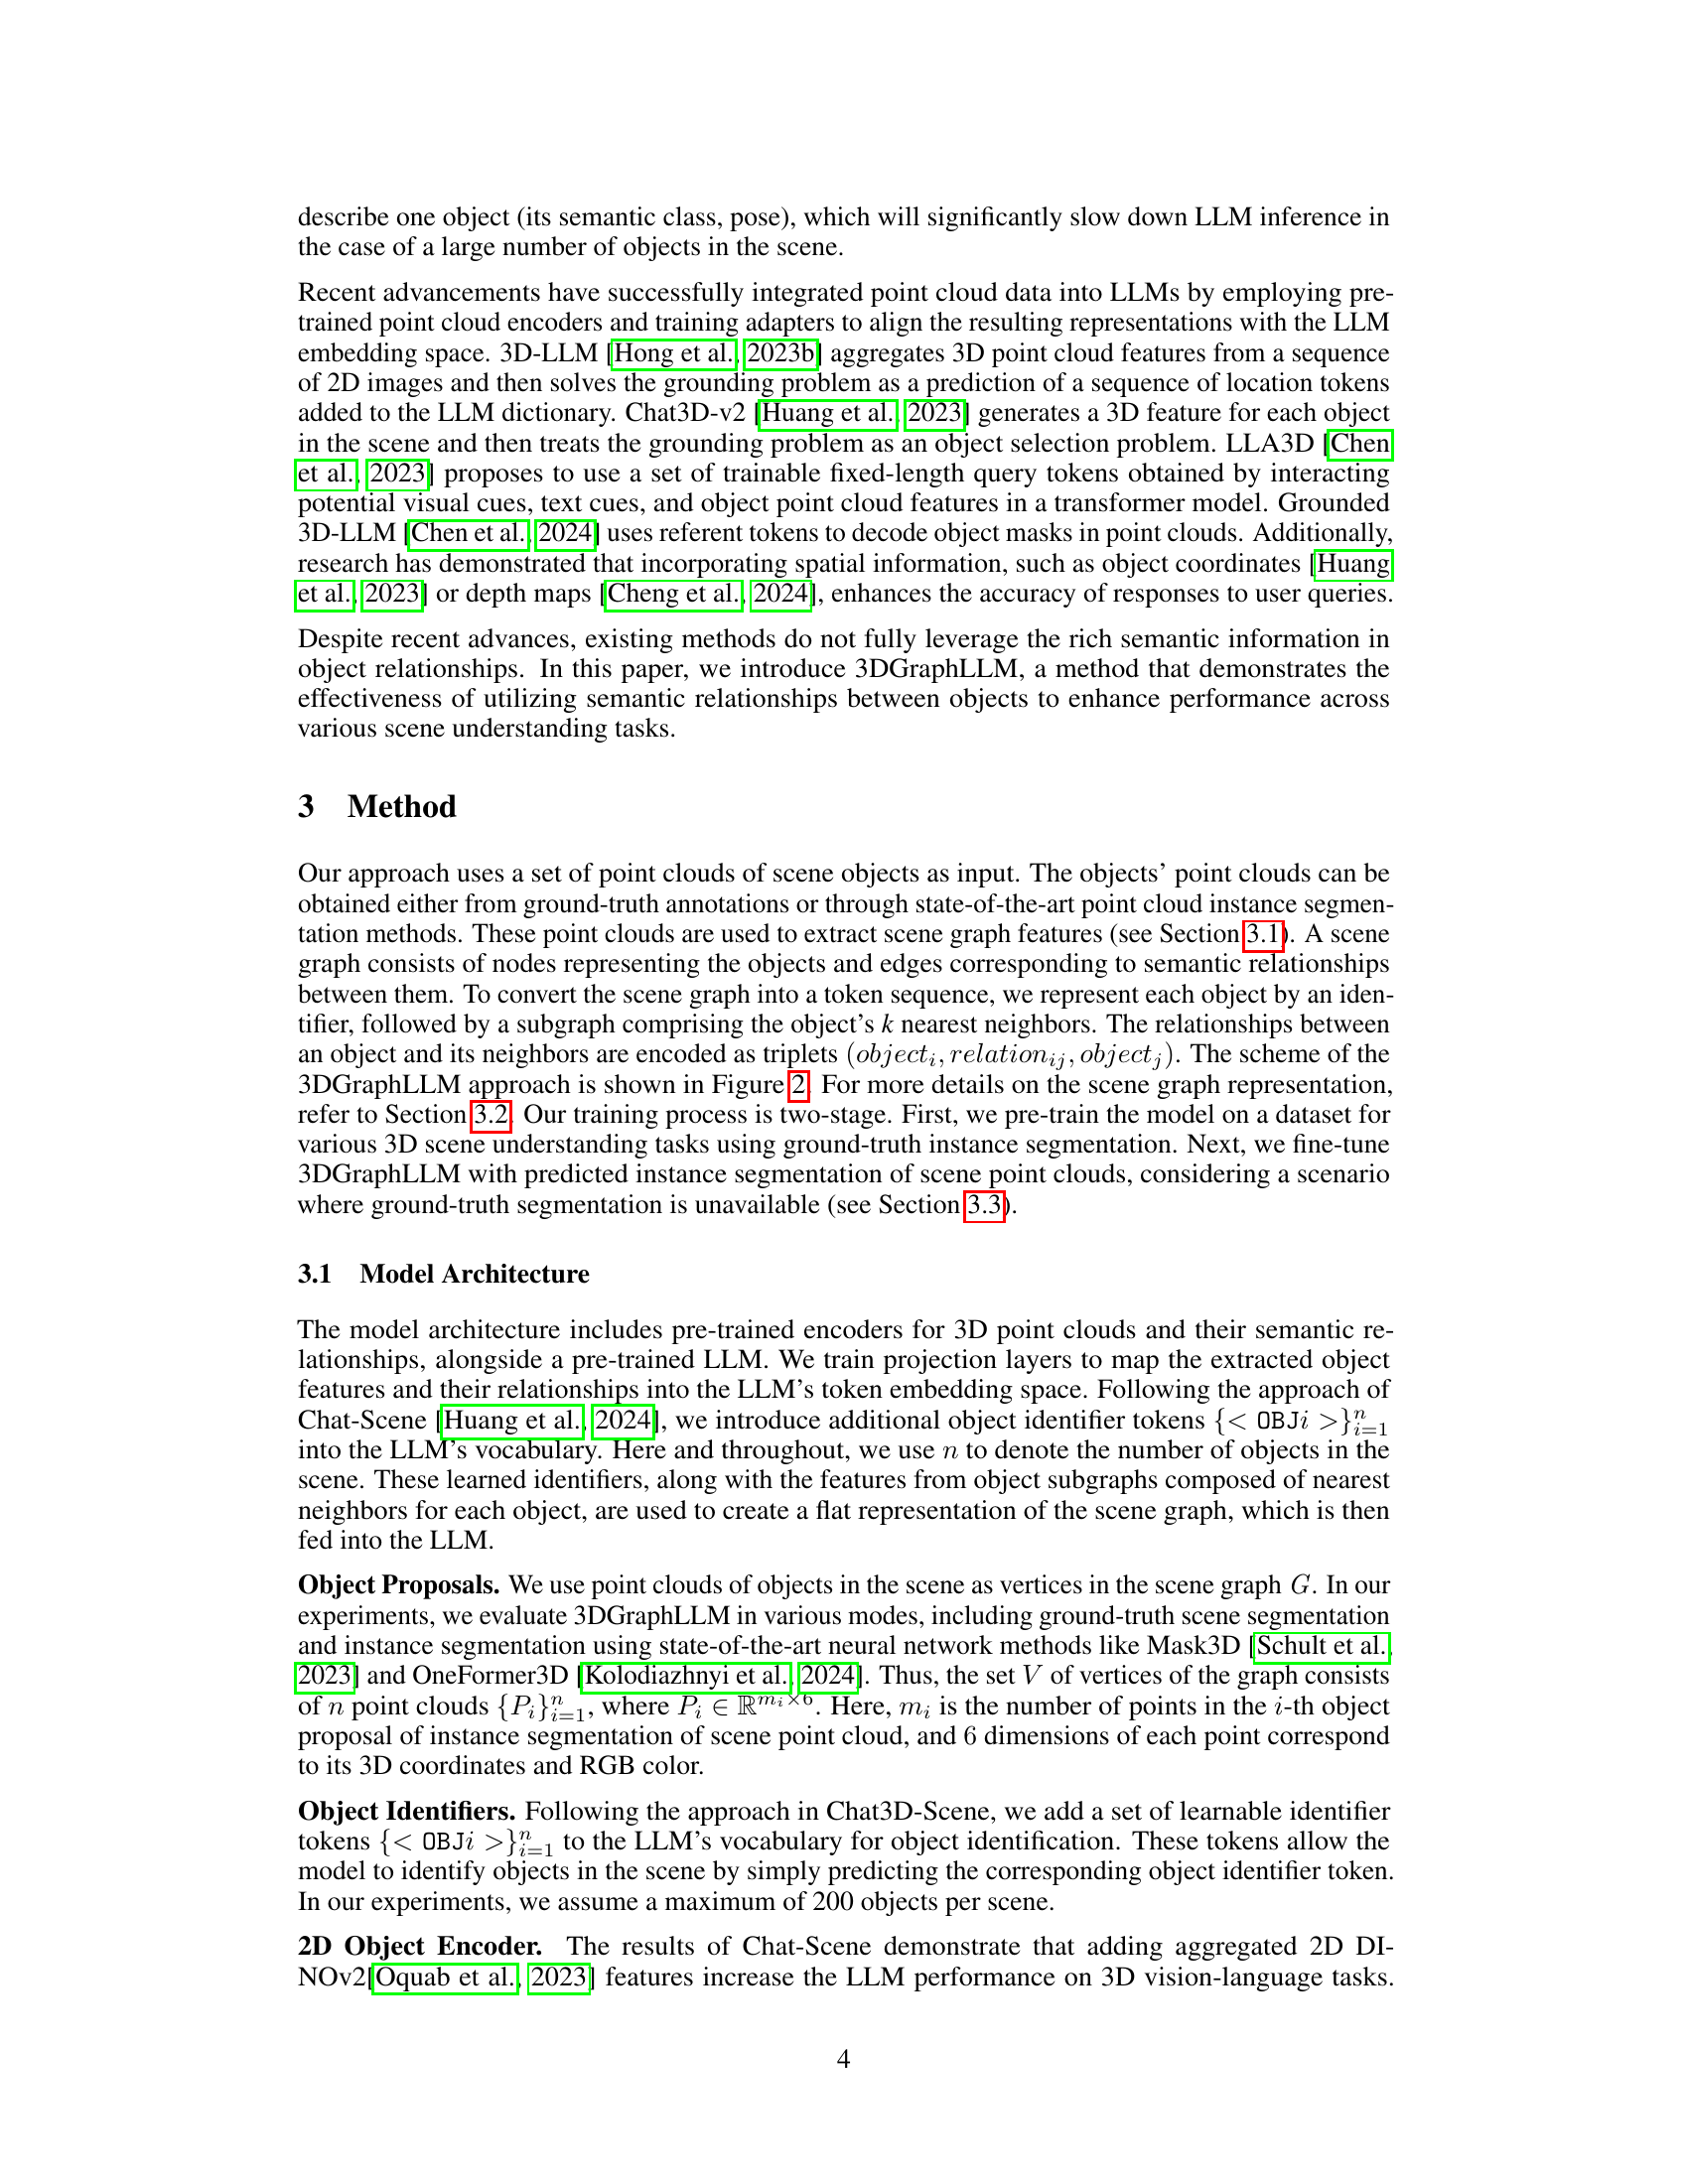 describe one object (its semantic class, pose), which will significantly slow down LLM inference in
the case of a large number of objects in the scene.
Recent advancements have successfully integrated point cloud data into LLMs by employing pre-
trained point cloud encoders and training adapters to align the resulting representations with the LLM
embedding space. 3D-LLM [Hong et al., 2023b] aggregates 3D point cloud features from a sequence
of 2D images and then solves the grounding problem as a prediction of a sequence of location tokens
added to the LLM dictionary. Chat3D-v2 [Huang et al., 2023] generates a 3D feature for each object
in the scene and then treats the grounding problem as an object selection problem. LLA3D [Chen
et al., 2023] proposes to use a set of trainable fixed-length query tokens obtained by interacting
potential visual cues, text cues, and object point cloud features in a transformer model. Grounded
3D-LLM [Chen et al., 2024] uses referent tokens to decode object masks in point clouds. Additionally,
research has demonstrated that incorporating spatial information, such as object coordinates [Huang
et al., 2023] or depth maps [Cheng et al., 2024], enhances the accuracy of responses to user queries.
Despite recent advances, existing methods do not fully leverage the rich semantic information in
object relationships. In this paper, we introduce 3DGraphLLM, a method that demonstrates the
effectiveness of utilizing semantic relationships between objects to enhance performance across
various scene understanding tasks.
3 Method
Our approach uses a set of point clouds of scene objects as input. The objects' point clouds can be
obtained either from ground-truth annotations or through state-of-the-art point cloud instance segmen-
tation methods. These point clouds are used to extract scene graph features (see Section 3.1). A scene
graph consists of nodes representing the objects and edges corresponding to semantic relationships
between them. To convert the scene graph into a token sequence, we represent each object by an iden-
tifier, followed by a subgraph comprising the object's k nearest neighbors. The relationships between
an object and its neighbors are encoded as triplets (object_i, relation_ij, object_j). The scheme of the
3DGraphLLM approach is shown in Figure 2. For more details on the scene graph representation,
refer to Section 3.2. Our training process is two-stage. First, we pre-train the model on a dataset for
various 3D scene understanding tasks using ground-truth instance segmentation. Next, we fine-tune
3DGraphLLM with predicted instance segmentation of scene point clouds, considering a scenario
where ground-truth segmentation is unavailable (see Section 3.3).
3.1 Model Architecture
The model architecture includes pre-trained encoders for 3D point clouds and their semantic re-
lationships, alongside a pre-trained LLM. We train projection layers to map the extracted object
features and their relationships into the LLM's token embedding space. Following the approach of
Chat-Scene [Huang et al., 2024], we introduce additional object identifier tokens {< OBJi >}_{i=1}^n
into the LLM's vocabulary. Here and throughout, we use n to denote the number of objects in the
scene. These learned identifiers, along with the features from object subgraphs composed of nearest
neighbors for each object, are used to create a flat representation of the scene graph, which is then
fed into the LLM.
Object Proposals. We use point clouds of objects in the scene as vertices in the scene graph G. In our
experiments, we evaluate 3DGraphLLM in various modes, including ground-truth scene segmentation
and instance segmentation using state-of-the-art neural network methods like Mask3D [Schult et al.,
2023] and OneFormer3D [Kolodiazhnyi et al., 2024]. Thus, the set V of vertices of the graph consists
of n point clouds {P_i}_{i=1}^n, where P_i ∈ ℝ^{m_i×6}. Here, m_i is the number of points in the i-th object
proposal of instance segmentation of scene point cloud, and 6 dimensions of each point correspond
to its 3D coordinates and RGB color.
Object Identifiers. Following the approach in Chat3D-Scene, we add a set of learnable identifier
tokens {< OBJi >}_{i=1}^n to the LLM's vocabulary for object identification. These tokens allow the
model to identify objects in the scene by simply predicting the corresponding object identifier token.
In our experiments, we assume a maximum of 200 objects per scene.
2D Object Encoder. The results of Chat-Scene demonstrate that adding aggregated 2D DI-
NOv2[Oquab et al., 2023] features increase the LLM performance on 3D vision-language tasks.
4